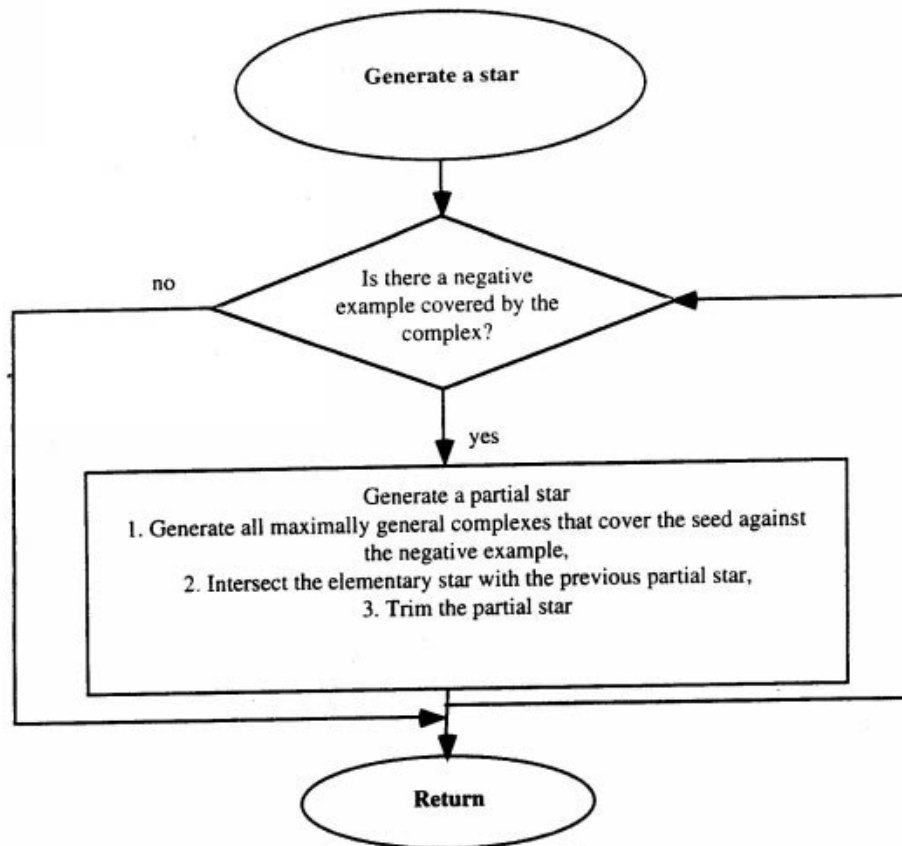 Generate a star
Is there a negative
example covered by the
complex?
no
yes
Generate a partial star
1. Generate all maximally general complexes that cover the seed against
the negative example,
2. Intersect the elementary star with the previous partial star,
3. Trim the partial star
Return